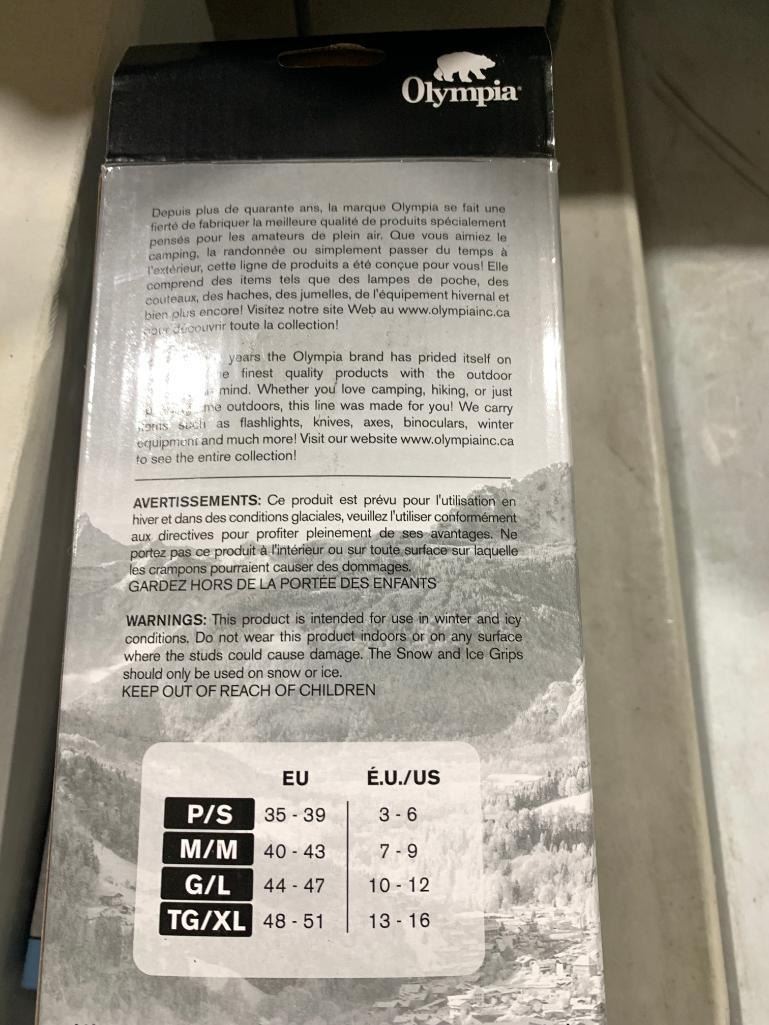 Olympia
Depuis plus de quarante ans, la marque Olympia se fait une
fierté de fabriquer la meilleure qualité de produits spécialement
pensés pour les amateurs de plein air. Que vous aimiez le
camping, la randonnée ou simplement passer du temps à
l'extérieur, cette ligne de produits a été conçue pour vous! Elle
comprend des items tels que des lampes de poche, des
couteaux, des haches, des jumelles, de l'équipement hivernal et
bien plus encore! Visitez notre site Web au www.olympiainc.ca
pour découvrir toute la collection!
years the Olympia brand has prided itself on
finest quality products with the outdoor
mind. Whether you love camping, hiking, or just
outdoors, this line was made for you! We carry
such as flashlights, knives, axes, binoculars, winter
equipment and much more! Visit our website www.olympiainc.ca
to see the entire collection!
AVERTISSEMENTS: Ce produit est prévu pour l'utilisation en
hiver et dans des conditions glaciales, veuillez l'utiliser conformément
aux directives pour profiter pleinement de ses avantages. Ne
portez pas ce produit à l'intérieur ou sur toute surface sur laquelle
les crampons pourraient causer des dommages.
GARDEZ HORS DE LA PORTÉE DES ENFANTS
WARNINGS: This product is intended for use in winter and icy
conditions. Do not wear this product indoors or on any surface
where the studs could cause damage. The Snow and Ice Grips
should only be used on snow or ice.
KEEP OUT OF REACH OF CHILDREN
EU É.U./US
P/S 35 - 39 3 - 6
M/M 40 - 43 7 - 9
G/L 44 - 47 10 - 12
TG/XL 48 - 51 13 - 16